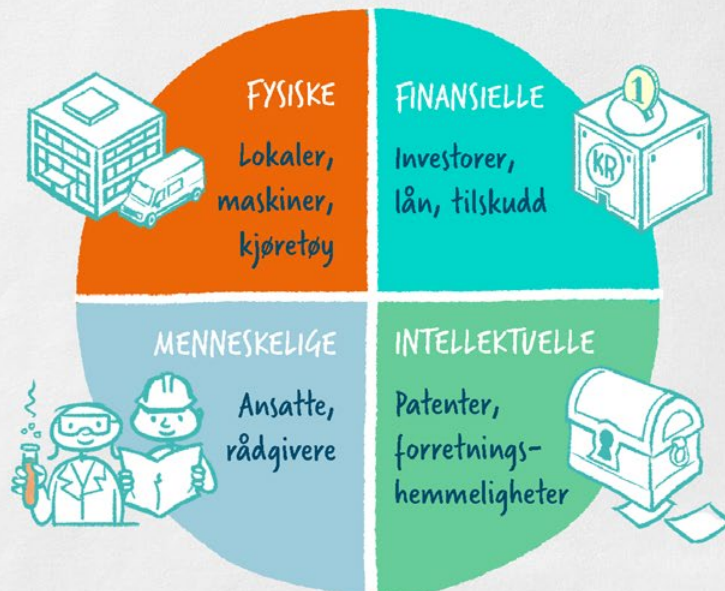 FYSISKE
Lokaler,
maskiner,
kjøretøy
FINANSIELLE
Investorer,
lån, tilskudd
1
KR
MENNESKELIGE
Ansatte,
rådgivere
INTELLEKTUELLE
Patenter,
forretnings-
hemmeligheter